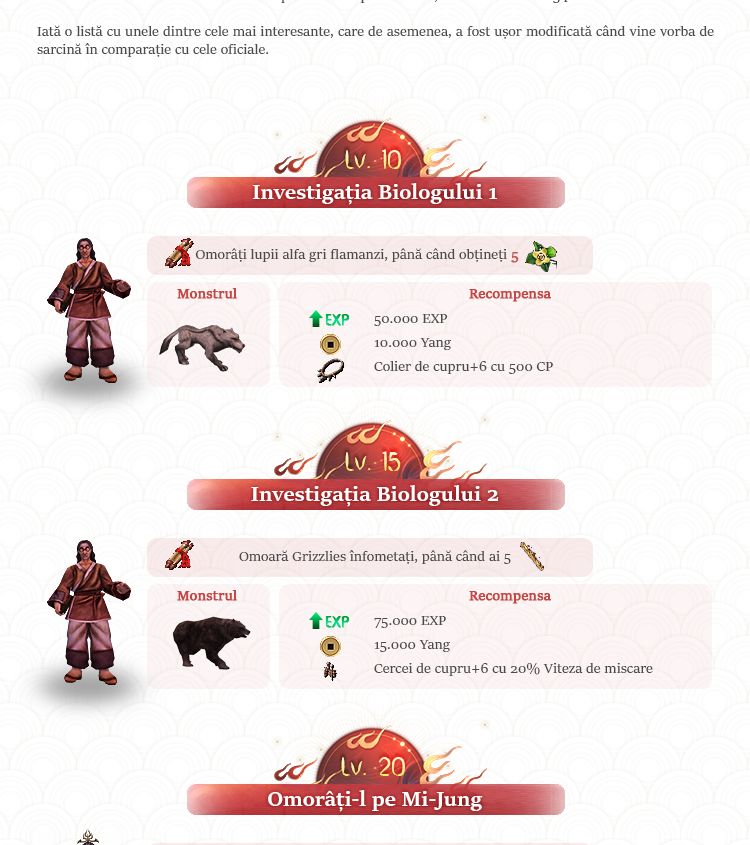 Iată o listă cu unele dintre cele mai interesante, care de asemenea, a fost ușor modificată când vine vorba de
sarcină în comparație cu cele oficiale.
Lv. 10
Investigația Biologului 1
Omorâți lupii alfa gri flamanzi, până când obțineți 5
Monstrul
Recompensa
EXP 50.000 EXP
10.000 Yang
Colier de cupru+6 cu 500 CP
Lv. 15
Investigația Biologului 2
Omoară Grizzlies înfometați, până când ai 5
Monstrul
Recompensa
EXP 75.000 EXP
15.000 Yang
Cercei de cupru+6 cu 20% Viteza de miscare
Lv. 20
Omorâți-l pe Mi-Jung